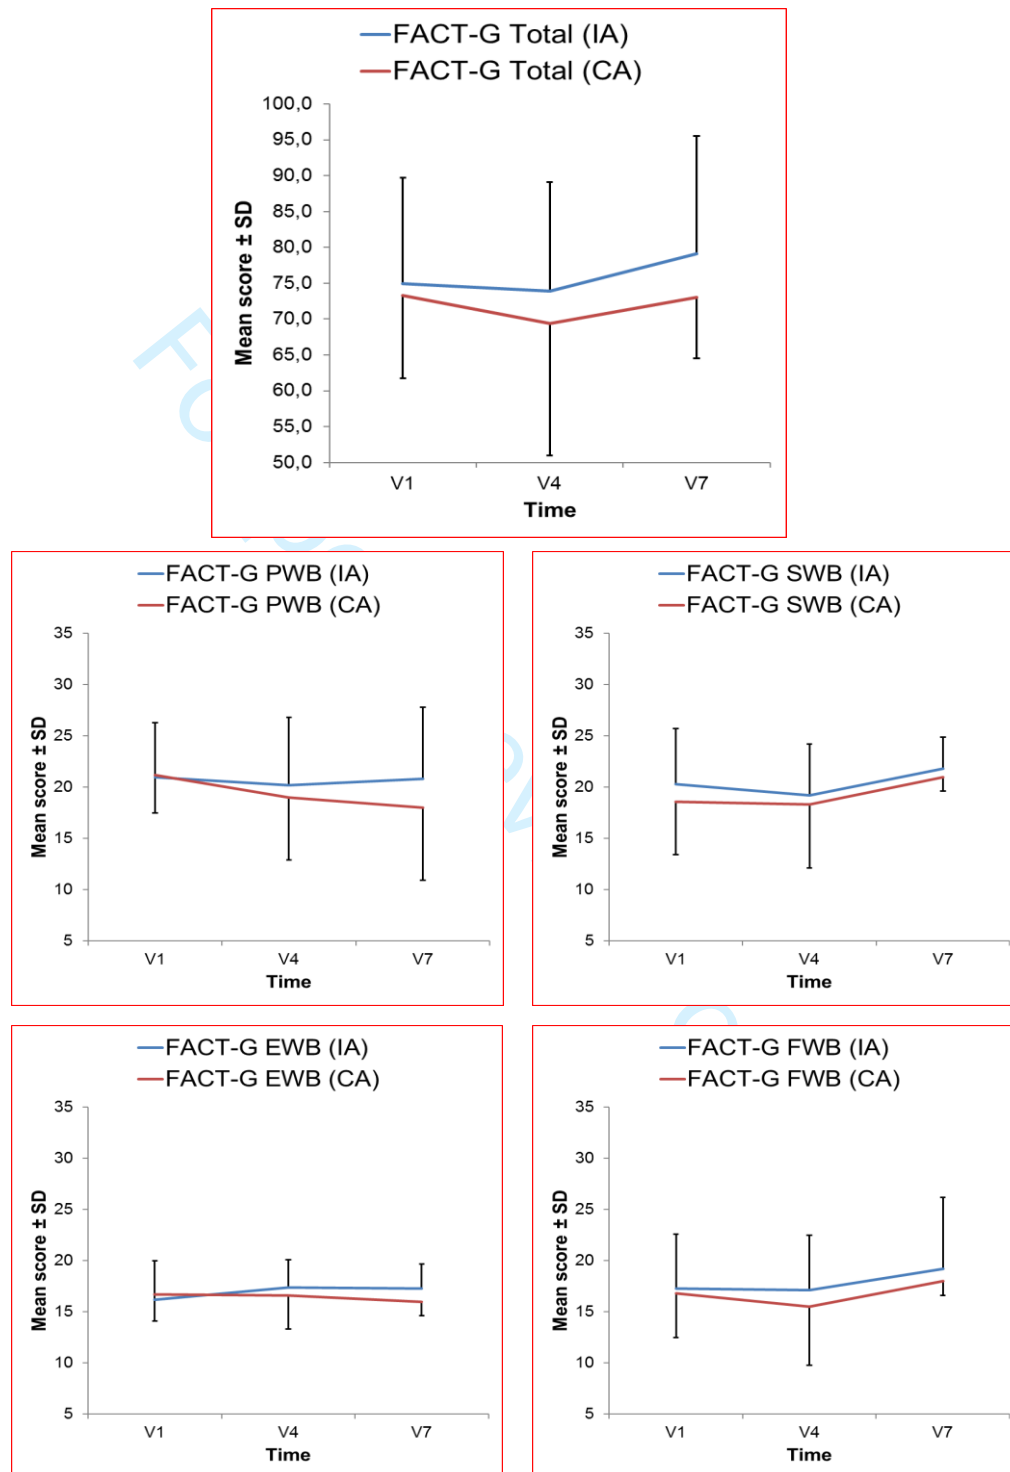 FACT-G Total (IA)
FACT-G Total (CA)
100,0
95,0
90,0
85,0
80,0
75,0
70,0
65,0
60,0
55,0
50,0
Mean score ± SD
V1 V4 V7
Time
FACT-G PWB (IA)
FACT-G PWB (CA)
35
30
25
20
15
10
5
Mean score ± SD
V1 V4 V7
Time
FACT-G SWB (IA)
FACT-G SWB (CA)
35
30
25
20
15
10
5
Mean score ± SD
V1 V4 V7
Time
FACT-G EWB (IA)
FACT-G EWB (CA)
35
30
25
20
15
10
5
Mean score ± SD
V1 V4 V7
Time
FACT-G FWB (IA)
FACT-G FWB (CA)
35
30
25
20
15
10
5
Mean score ± SD
V1 V4 V7
Time